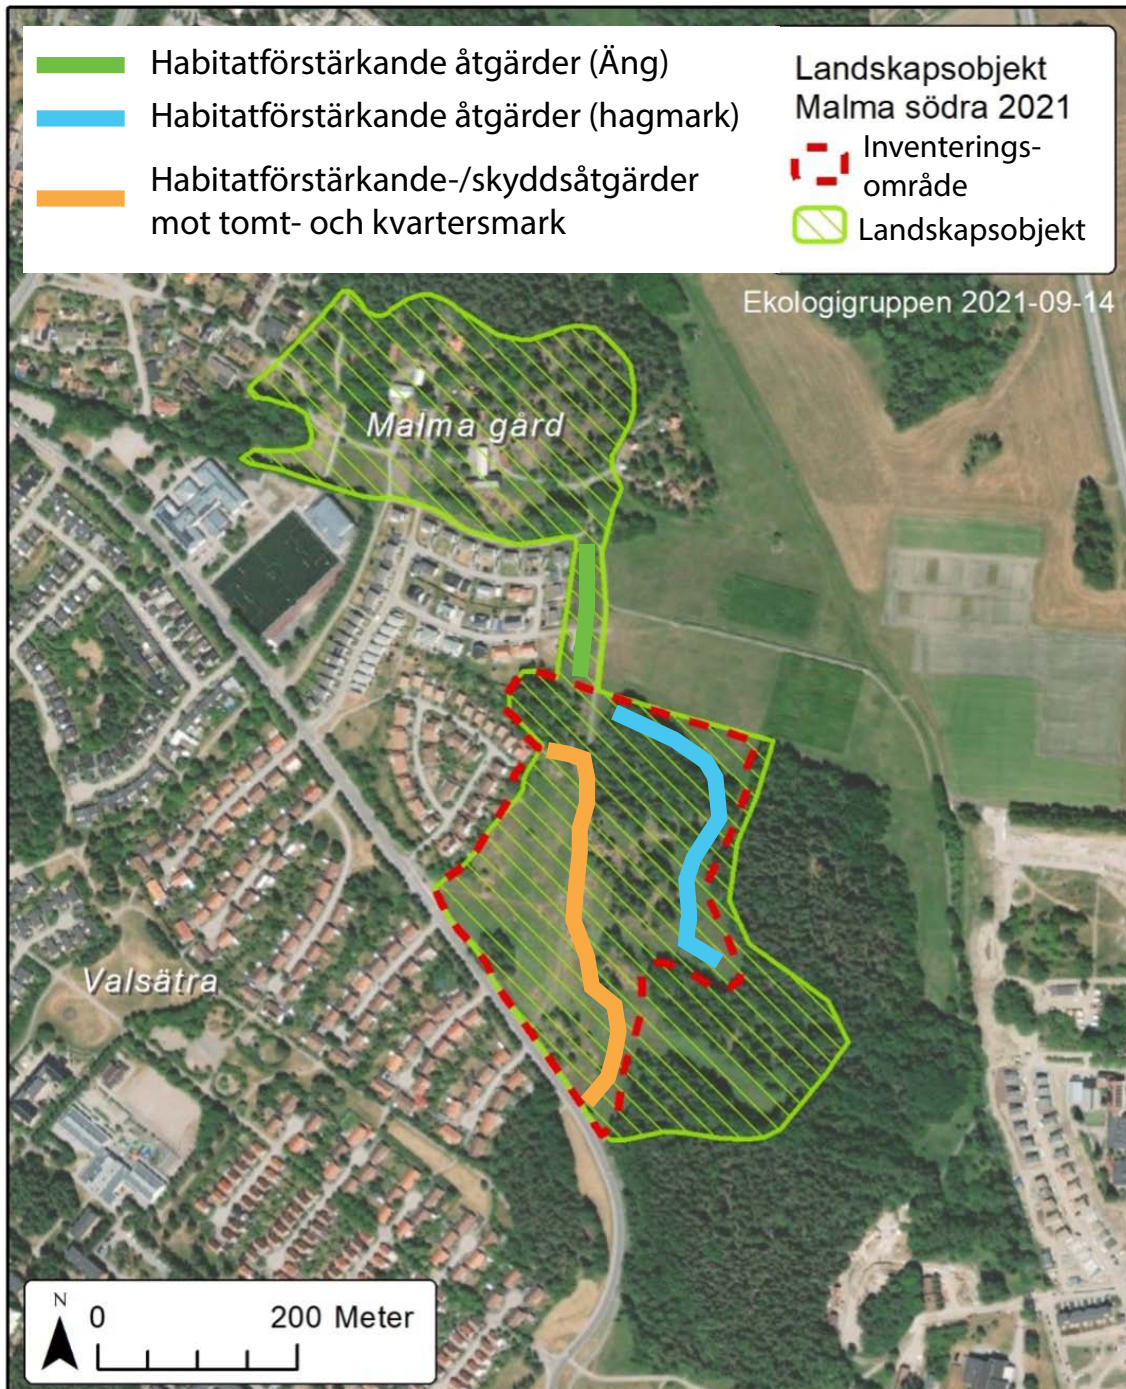 Habitatförstärkande åtgärder (Äng)
Habitatförstärkande åtgärder (hagmark)
Habitatförstärkande-/skyddsåtgärder
mot tomt- och kvartersmark
Landskapsobjekt
Malma södra 2021
Inventerings-
område
Landskapsobjekt
Ekologigruppen 2021-09-14
Malma gård
Valsätra
N
0 200 Meter